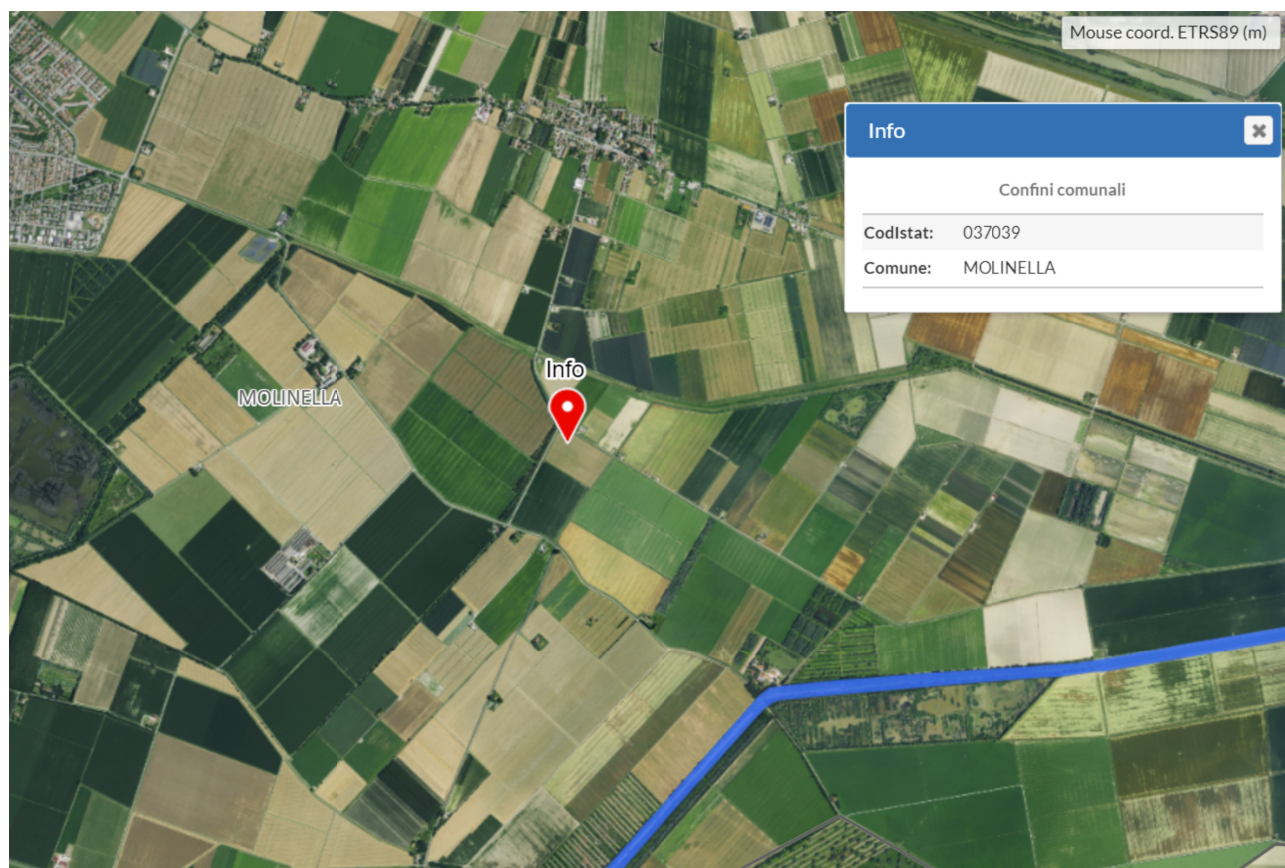 Mouse coord. ETRS89 (m)
Info
Confini comunali
CodIstat: 037039
Comune: MOLINELLA
Info
MOLINELLA